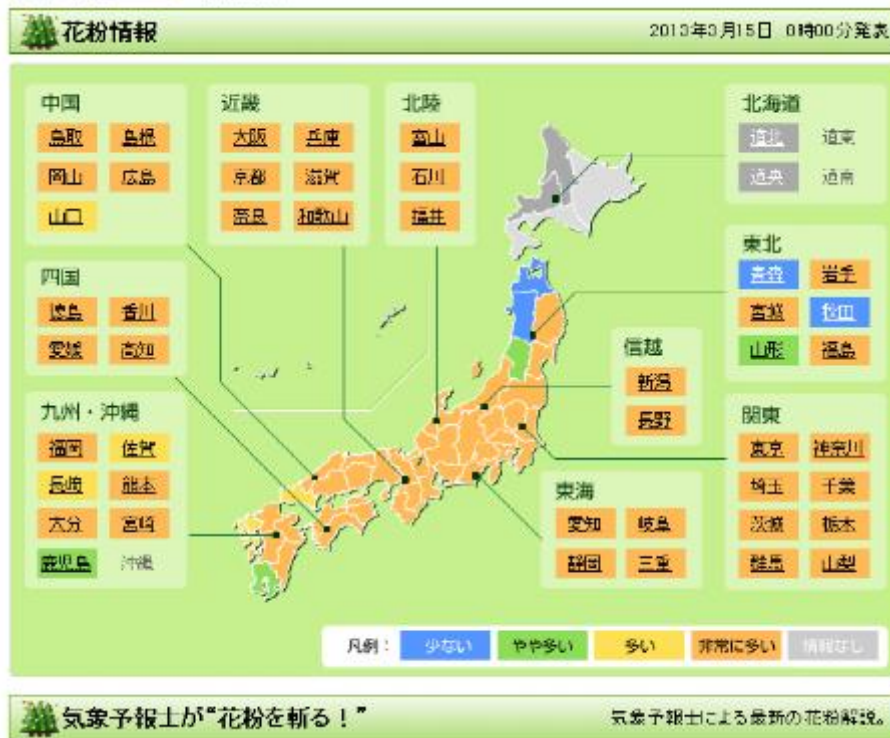 花粉情報
2013年3月15日 0時00分発表
中国
鳥取 島根
岡山 広島
山口
近畿
大阪 兵庫
京都 滋賀
奈良 和歌山
北陸
富山
石川
福井
北海道
道北 道東
道央 道南
東北
青森 岩手
宮城 秋田
山形 福島
四国
徳島 香川
愛媛 高知
信越
新潟
長野
九州・沖縄
福岡 佐賀
長崎 熊本
大分 宮崎
鹿児島 沖縄
東海
愛知 岐阜
静岡 三重
関東
東京 神奈川
埼玉 千葉
茨城 栃木
群馬 山梨
凡例: 少ない やや多い 多い 非常に多い 情報なし
気象予報士が“花粉を斬る!”
気象予報士による最新の花粉解説。